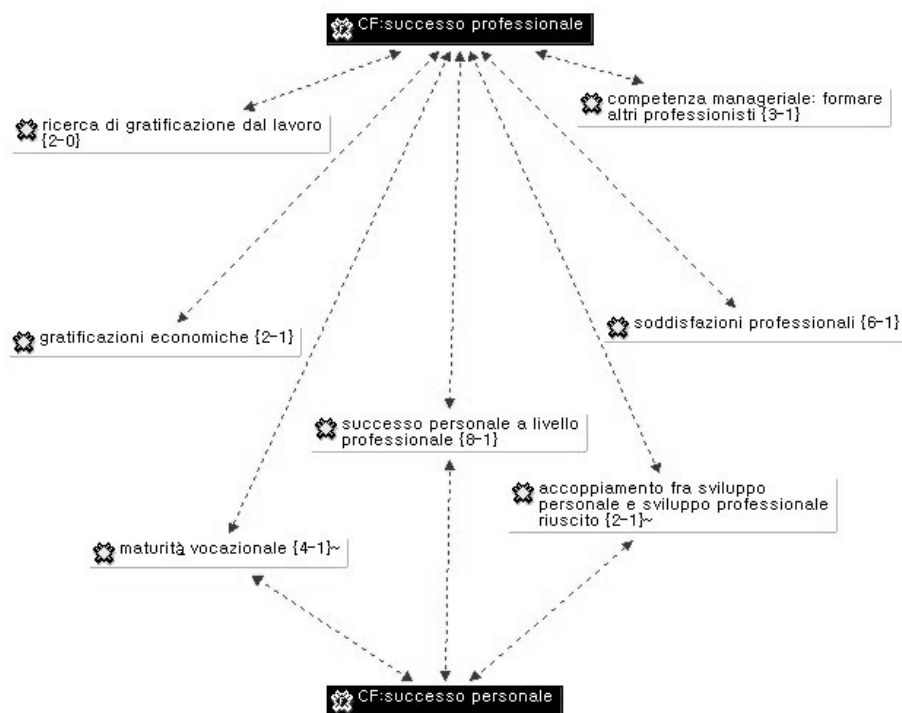 CF:successo professionale
competenza manageriale: formare
altri professionisti {3-1}
ricerca di gratificazione dal lavoro
{2-0}
gratificazioni economiche {2-1}
soddisfazioni professionali {6-1}
successo personale a livello
professionale {8-1}
accoppiamento fra sviluppo
personale e sviluppo professionale
riuscito {2-1}~
maturità vocazionale {4-1}~
CF:successo personale